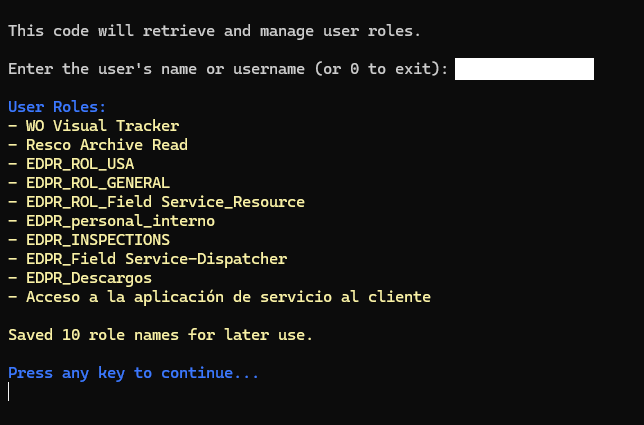 This code will retrieve and manage user roles.
Enter the user's name or username (or 0 to exit):
User Roles:
- WO Visual Tracker
- Resco Archive Read
- EDPR_ROL_USA
- EDPR_ROL_GENERAL
- EDPR_ROL_Field Service_Resource
- EDPR_personal_interno
- EDPR_INSPECTIONS
- EDPR_Field Service-Dispatcher
- EDPR_Descargos
- Acceso a la aplicación de servicio al cliente
Saved 10 role names for later use.
Press any key to continue...